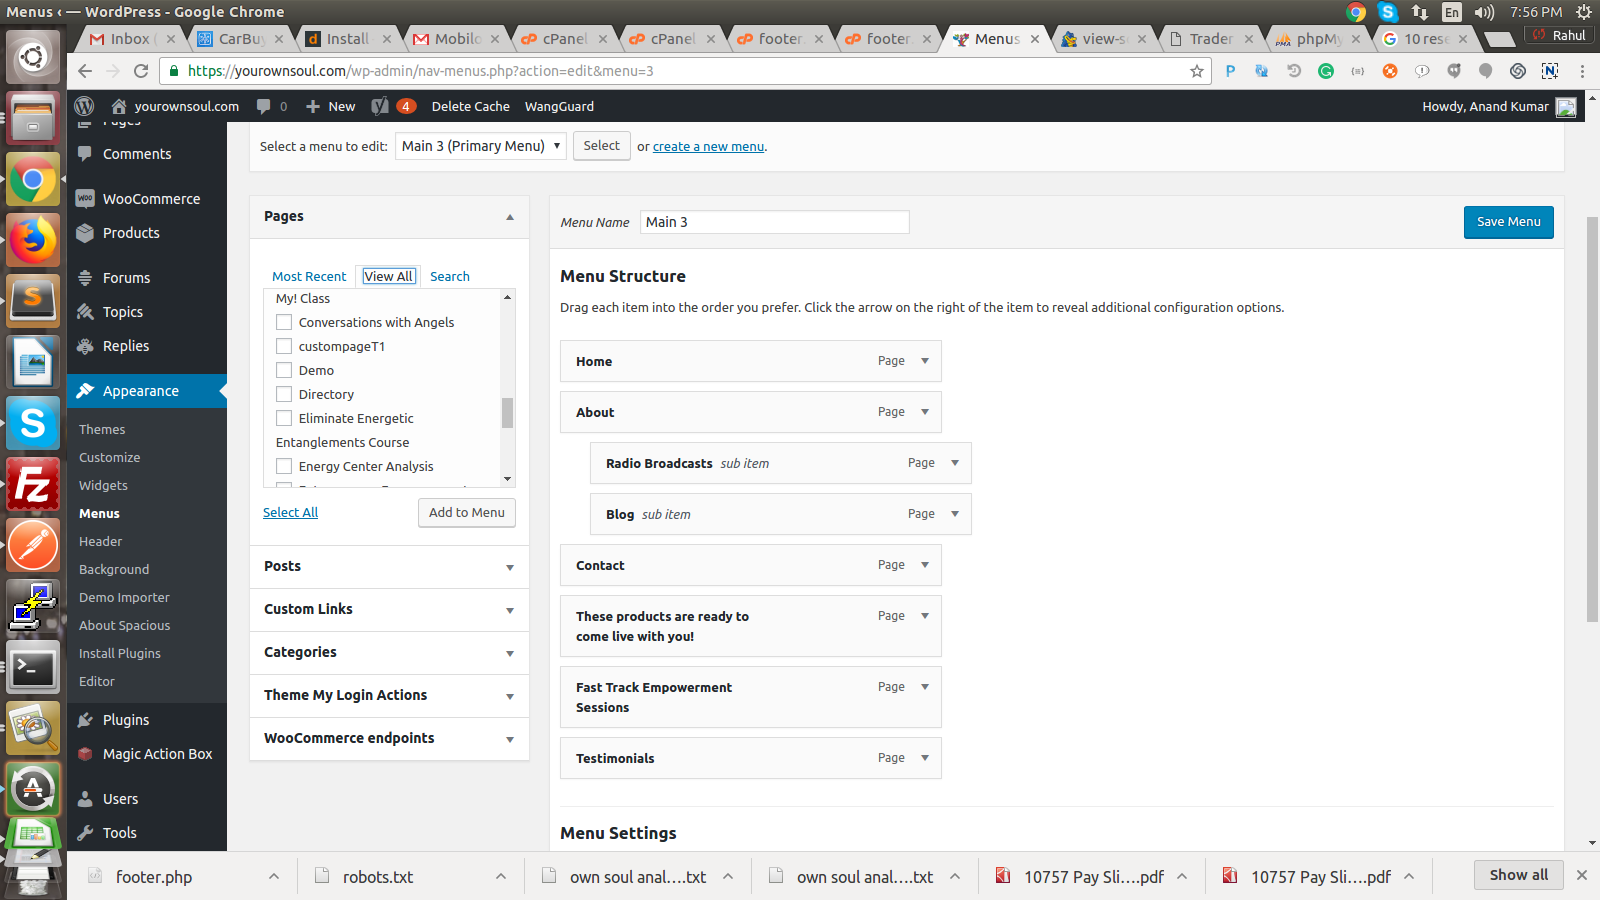 Menus ‹ — WordPress - Google Chrome
En
7:56 PM
Inbox (
CarBuy
Install
Mobilo
cPanel
cPanel
footer.
footer.
Menus
view-s
Trader
phpMy
10 rese
Rahul
https://yourownsoul.com/wp-admin/nav-menus.php?action=edit&menu=3
yourownsoul.com
0
New
4
Delete Cache
WangGuard
Howdy, Anand Kumar
Pages
Comments
WooCommerce
Products
Forums
Topics
Replies
Appearance
Themes
Customize
Widgets
Menus
Header
Background
Demo Importer
About Spacious
Install Plugins
Editor
Plugins
Magic Action Box
Users
Tools
Select a menu to edit:
Main 3 (Primary Menu)
Select
or create a new menu.
Pages
Most Recent
View All
Search
My! Class
Conversations with Angels
custompageT1
Demo
Directory
Eliminate Energetic
Entanglements Course
Energy Center Analysis
Select All
Add to Menu
Posts
Custom Links
Categories
Theme My Login Actions
WooCommerce endpoints
Menu Name
Main 3
Save Menu
Menu Structure
Drag each item into the order you prefer. Click the arrow on the right of the item to reveal additional configuration options.
Home
Page
About
Page
Radio Broadcasts sub item
Page
Blog sub item
Page
Contact
Page
These products are ready to
come live with you!
Page
Fast Track Empowerment
Sessions
Page
Testimonials
Page
Menu Settings
footer.php
robots.txt
own soul anal....txt
own soul anal....txt
10757 Pay Sli....pdf
10757 Pay Sli....pdf
Show all